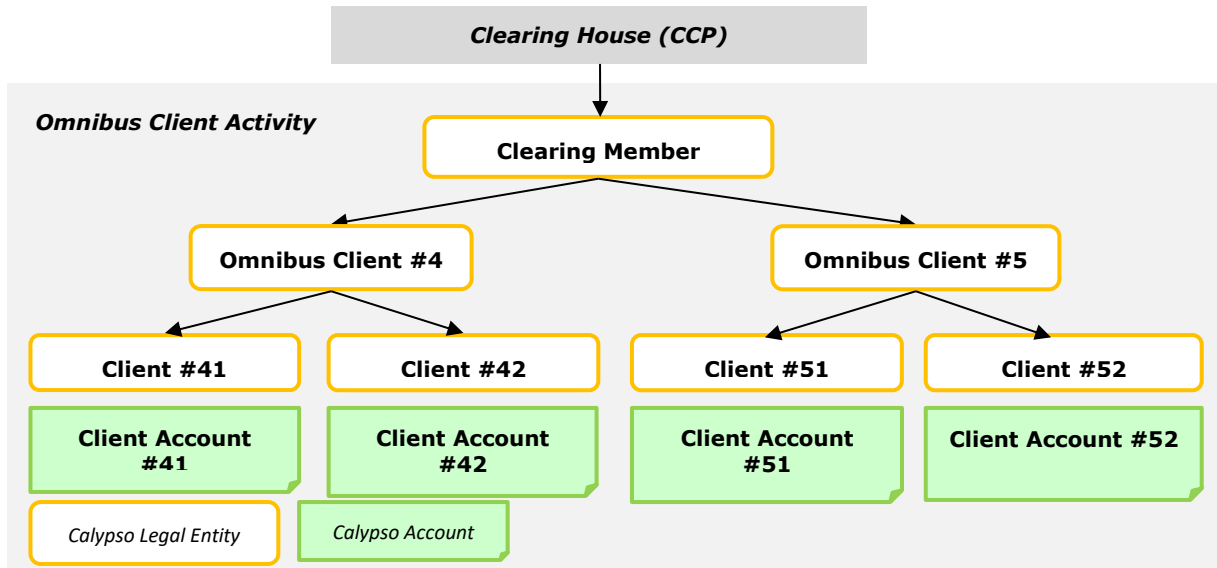 Clearing House (CCP)
Omnibus Client Activity
Clearing Member
Omnibus Client #4
Omnibus Client #5
Client #41
Client #42
Client #51
Client #52
Client Account
#41
Client Account
#42
Client Account
#51
Client Account #52
Calypso Legal Entity
Calypso Account